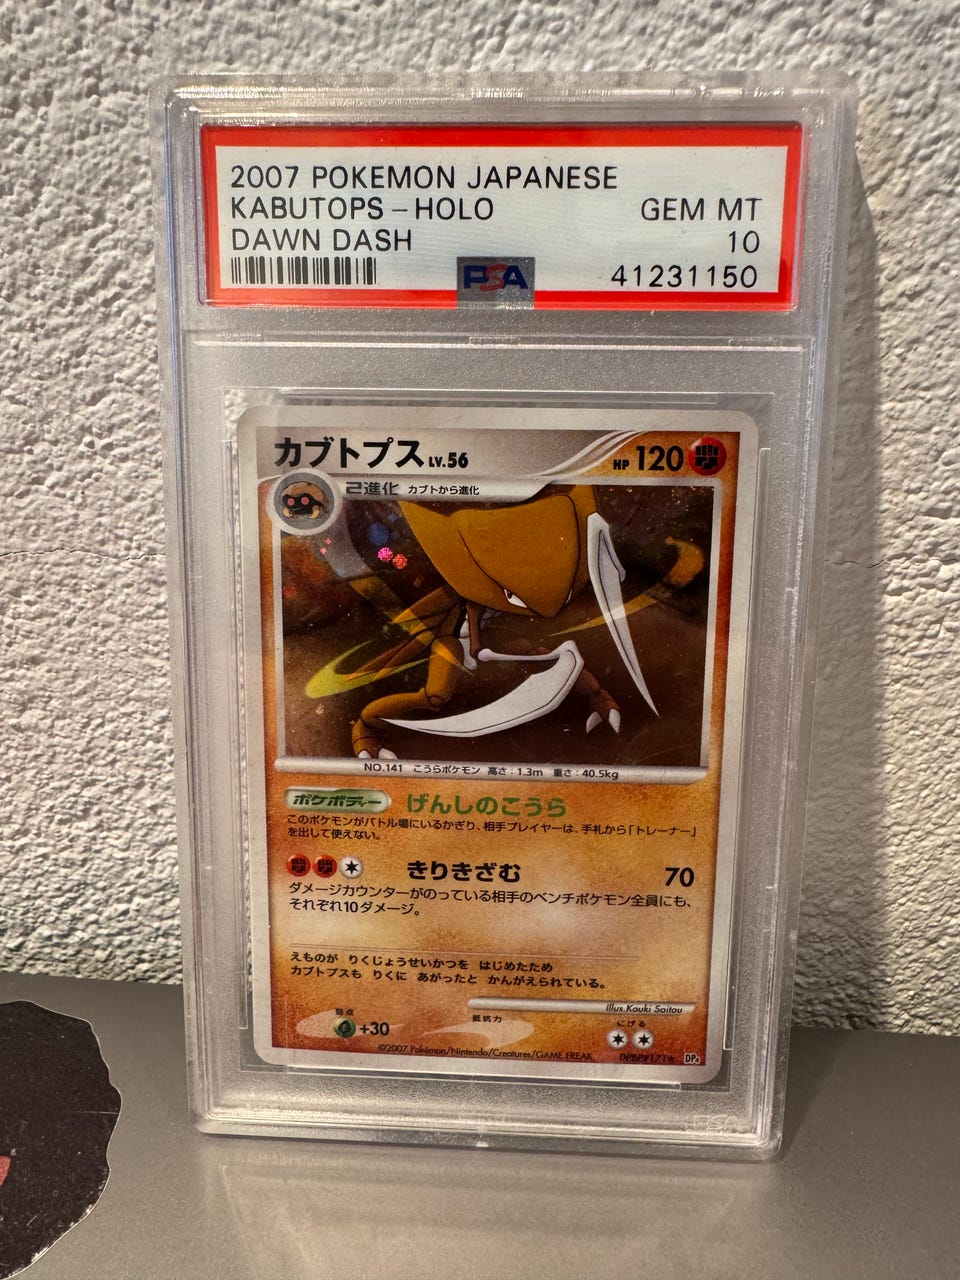 2007 POKEMON JAPANESE
KABUTOPS - HOLO GEM MT
DAWN DASH 10
PSA 41231150
カブトプス LV.56 HP 120
2進化 カブトから進化
NO.141 こうらポケモン 高さ：1.3m 重さ：40.5kg
ポケボディー げんしのこうら
このポケモンがバトル場にいるかぎり、相手プレイヤーは、手札から「トレーナー」
を出して使えない。
きりきざむ 70
ダメージカウンターがのっている相手のベンチポケモン全員にも、
それぞれ10ダメージ。
えものが りくじょうせいかつを はじめたため
カブトプスも りくに あがったと かんがえられている。
Illus.Kouki Saitou
弱点 抵抗力 にげる
+30
©2007 Pokémon/Nintendo/Creatures/GAME FREAK. DPBP#171★ DP4
PSA